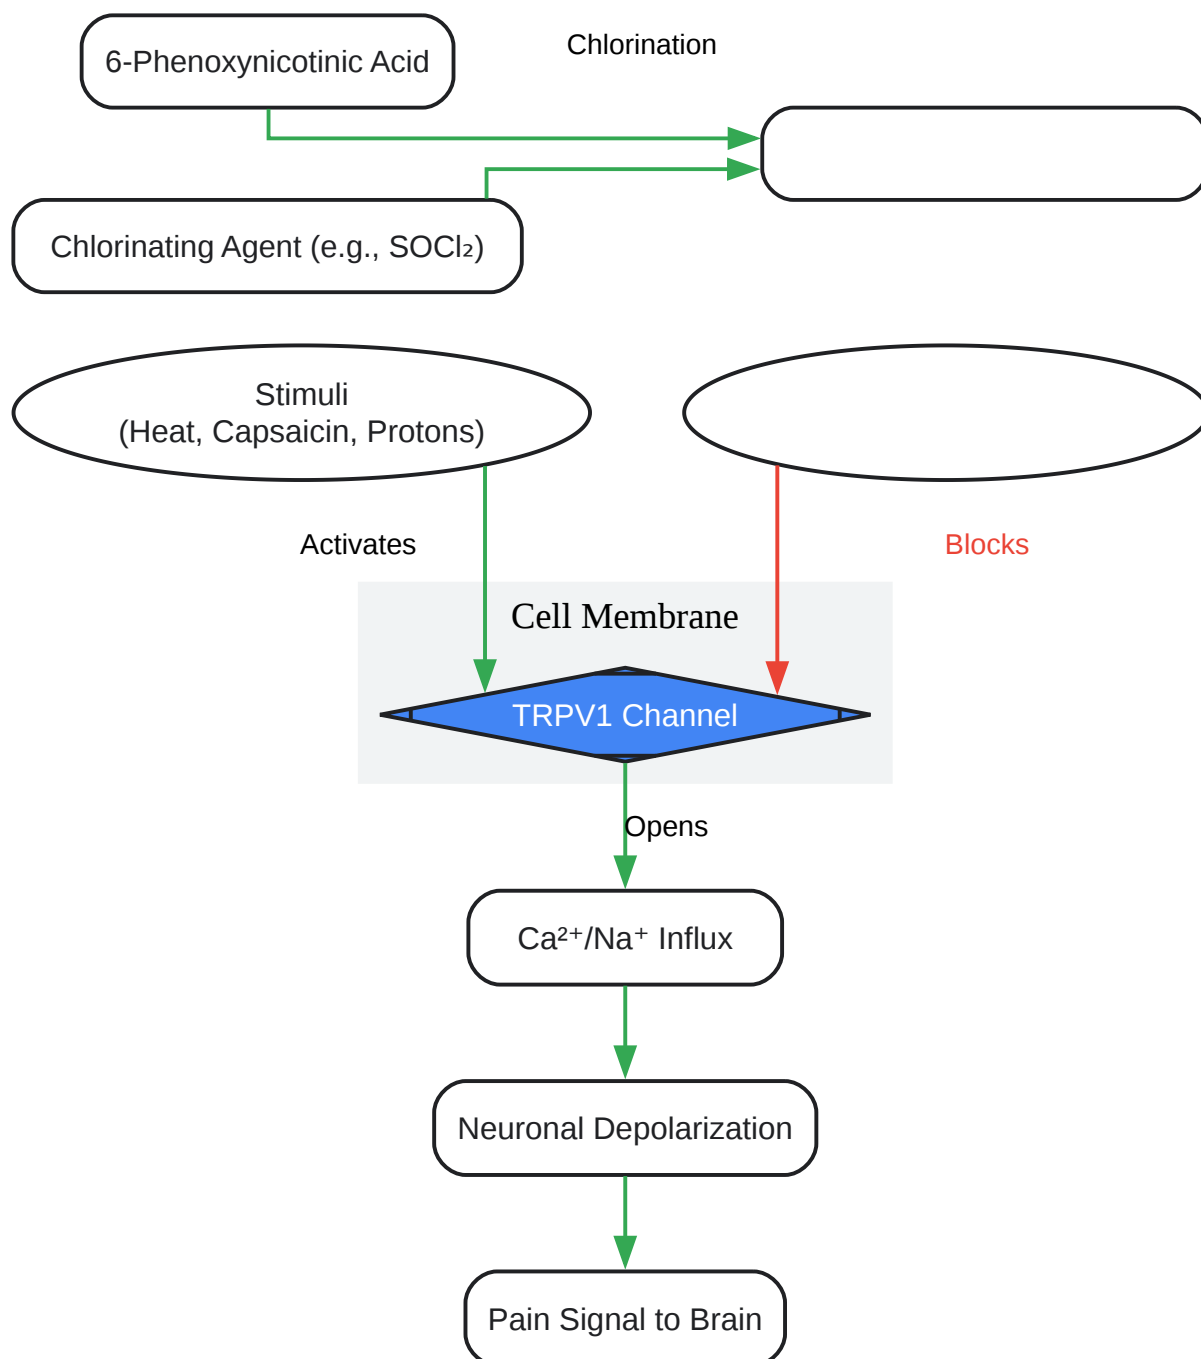 6-Phenoxynicotinic Acid
Chlorination
Chlorinating Agent (e.g., SOCl₂)
Stimuli
(Heat, Capsaicin, Protons)
Activates
Blocks
Cell Membrane
TRPV1 Channel
Opens
Ca²⁺/Na⁺ Influx
Neuronal Depolarization
Pain Signal to Brain